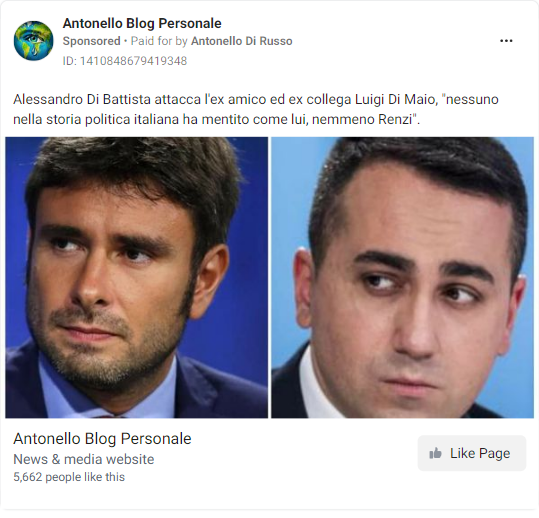 Antonello Blog Personale
Sponsored • Paid for by Antonello Di Russo
ID: 1410848679419348
Alessandro Di Battista attacca l'ex amico ed ex collega Luigi Di Maio, "nessuno
nella storia politica italiana ha mentito come lui, nemmeno Renzi".
Antonello Blog Personale
News & media website
5,662 people like this
Like Page